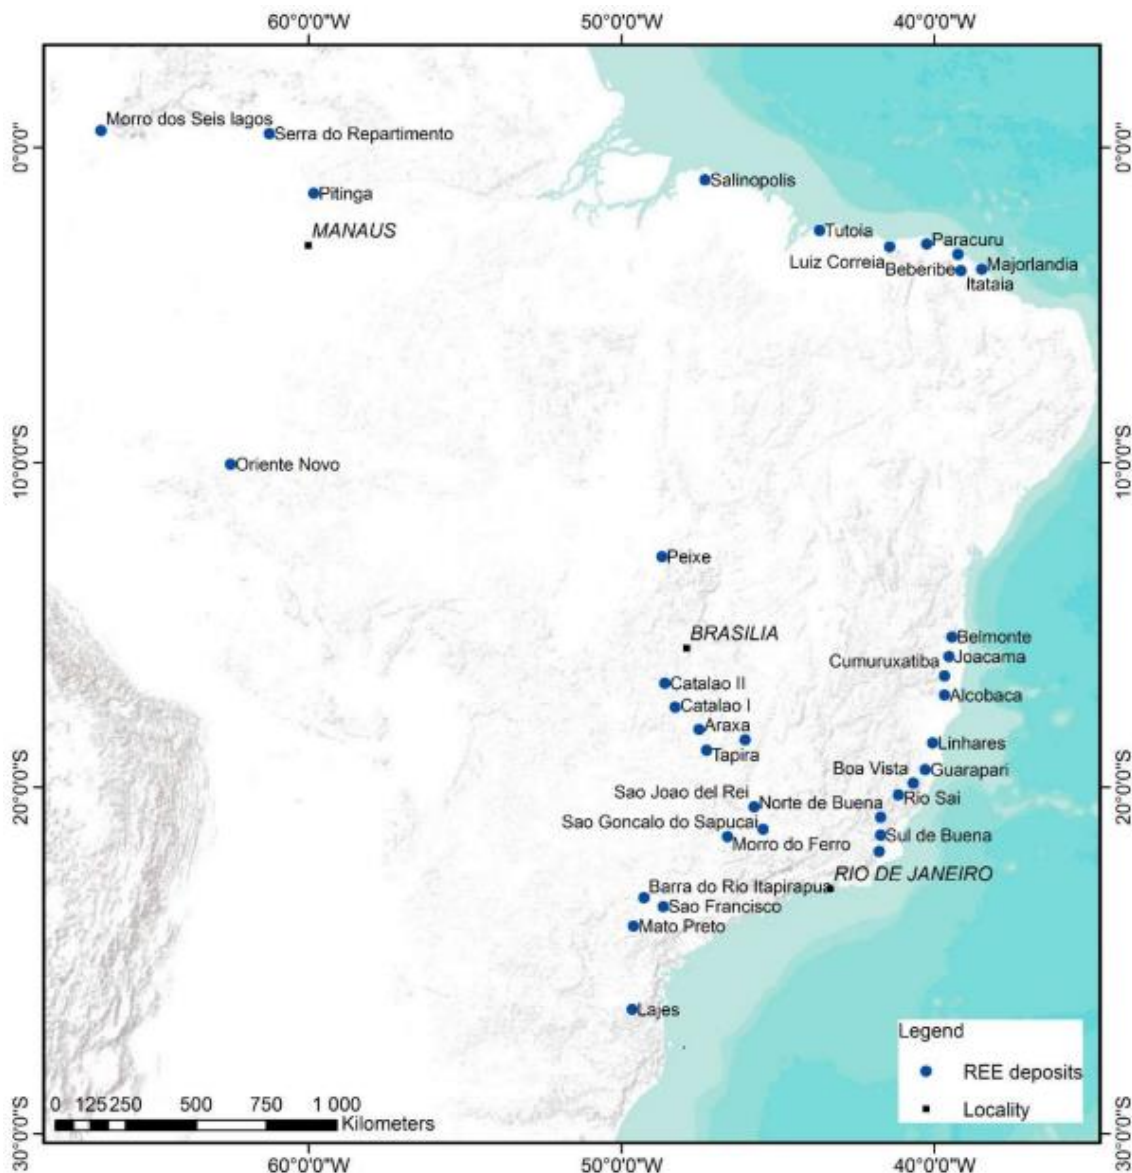 60°0'0"W 50°0'0"W 40°0'0"W
0°0'0" 0°0'0"
Morro dos Seis lagos
Serra do Repartimento
Pitinga
MANAUS
Salinopolis
Tutoia
Paracuru
Luiz Correia
Beberibe
Majorlandia
Itataia
10°0'0"S 10°0'0"S
Oriente Novo
Peixe
BRASILIA
Belmonte
Cumuruxatiba
Joacama
Catalao II
Alcobaca
Catalao I
Araxa
Linhares
Tapira
Boa Vista
Guarapari
20°0'0"S 20°0'0"S
Sao Joao del Rei
Norte de Buena
Rio Sai
Sao Goncalo do Sapucai
Sul de Buena
Morro do Ferro
RIO DE JANEIRO
Barra do Rio Itapirapua
Sao Francisco
Mato Preto
Lajes
Legend
REE deposits
Locality
0 125 250 500 750 1 000
Kilometers
30°0'0"S 30°0'0"S
60°0'0"W 50°0'0"W 40°0'0"W